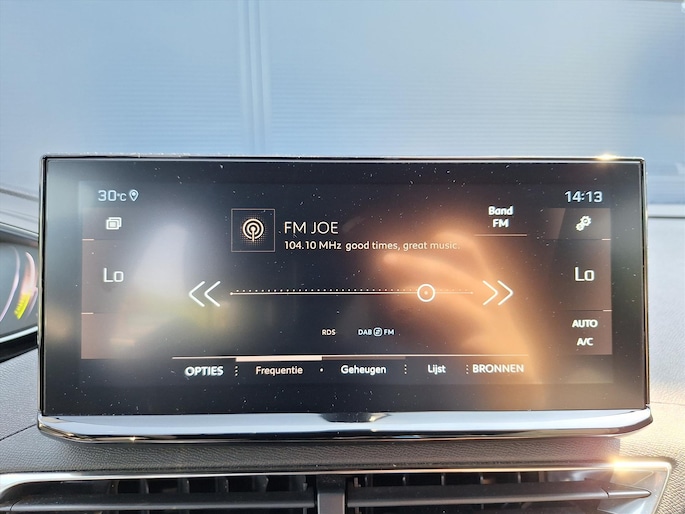 30°C
14:13
FM JOE
104.10 MHz good times, great music.
Band
FM
Lo
Lo
RDS
DAB FM
AUTO
A/C
OPTIES
Frequentie
Geheugen
Lijst
BRONNEN